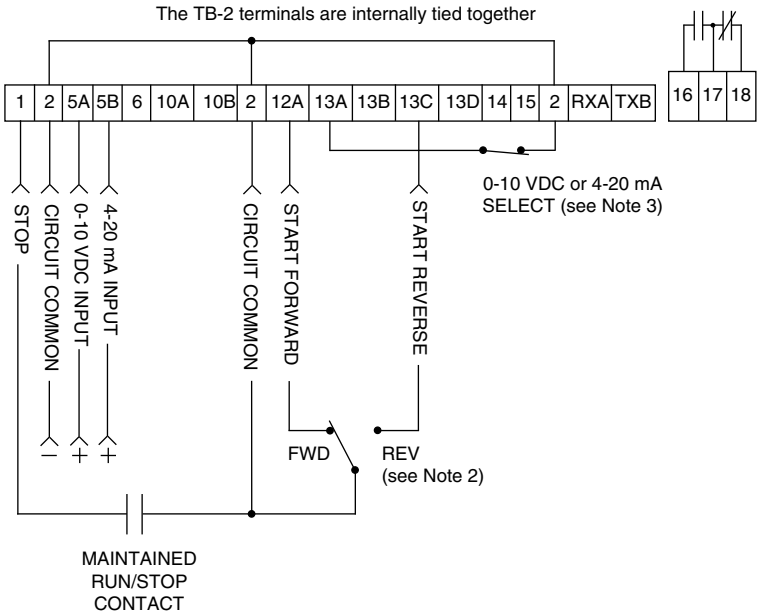 The TB-2 terminals are internally tied together
1 2 5A 5B 6 10A 10B 2 12A 13A 13B 13C 13D 14 15 2 RXA TXB
16 17 18
0-10 VDC or 4-20 mA
SELECT (see Note 3)
STOP
CIRCUIT COMMON
0-10 VDC INPUT
4-20 mA INPUT
CIRCUIT COMMON
START FORWARD
START REVERSE
– + +
FWD
REV
(see Note 2)
MAINTAINED
RUN/STOP
CONTACT